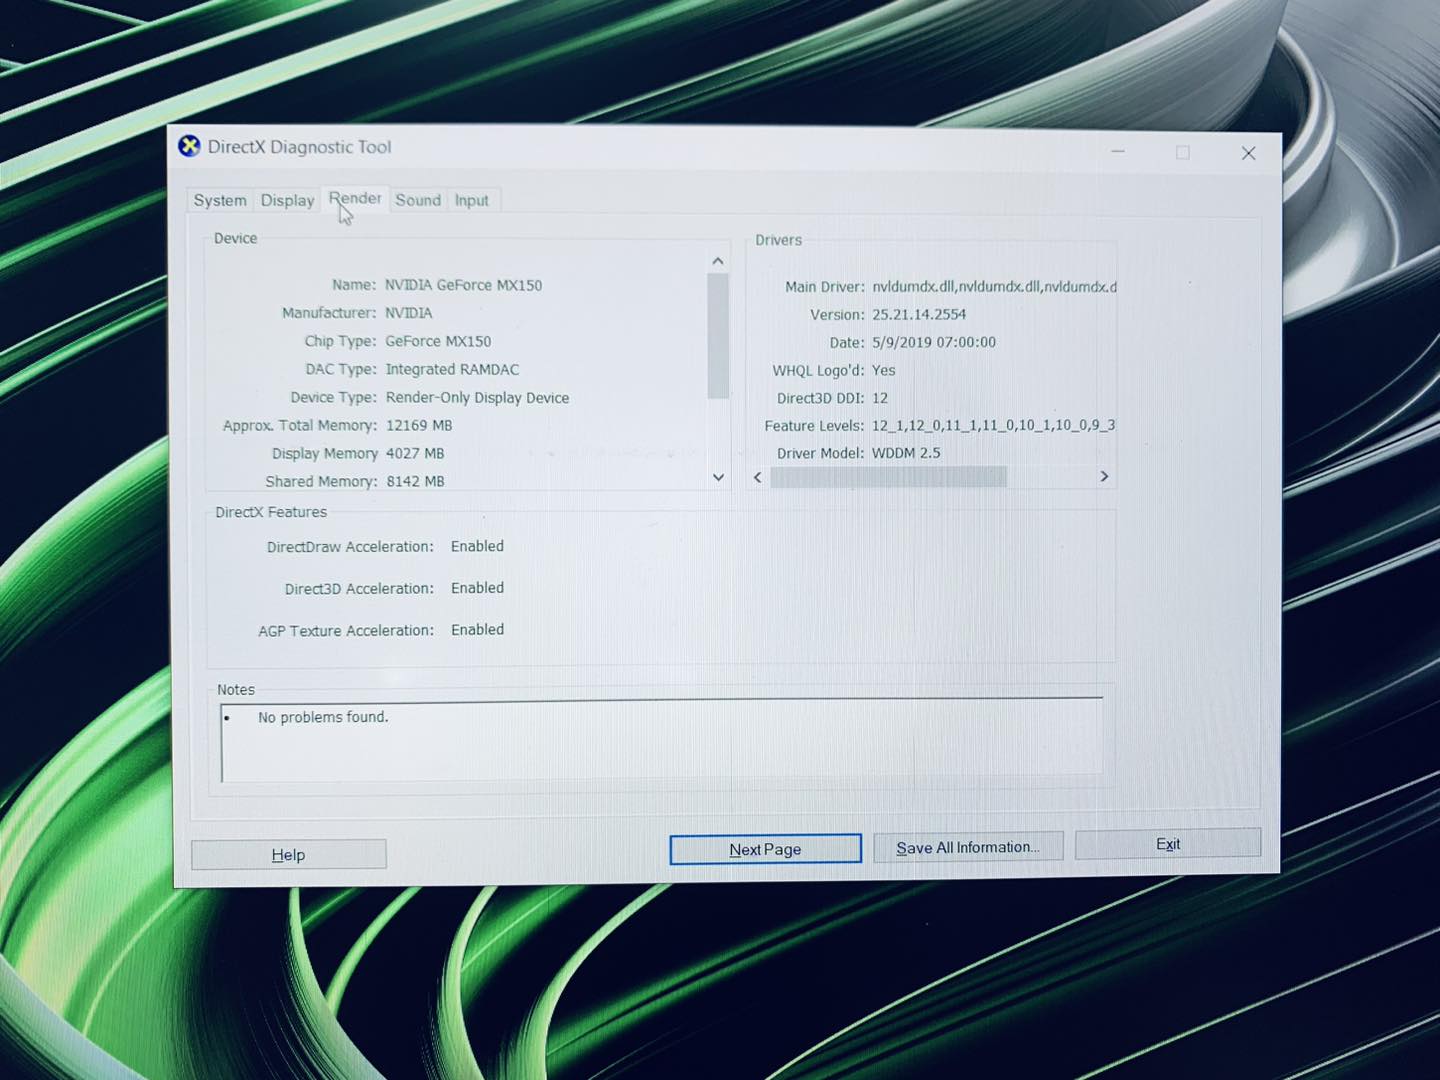 DirectX Diagnostic Tool
System Display Render Sound Input
Device
Name: NVIDIA GeForce MX150
Manufacturer: NVIDIA
Chip Type: GeForce MX150
DAC Type: Integrated RAMDAC
Device Type: Render-Only Display Device
Approx. Total Memory: 12169 MB
Display Memory 4027 MB
Shared Memory: 8142 MB
Drivers
Main Driver: nvldumdx.dll,nvldumdx.dll,nvldumdx.d
Version: 25.21.14.2554
Date: 5/9/2019 07:00:00
WHQL Logo'd: Yes
Direct3D DDI: 12
Feature Levels: 12_1,12_0,11_1,11_0,10_1,10_0,9_3
Driver Model: WDDM 2.5
DirectX Features
DirectDraw Acceleration: Enabled
Direct3D Acceleration: Enabled
AGP Texture Acceleration: Enabled
Notes
• No problems found.
Help Next Page Save All Information... Exit